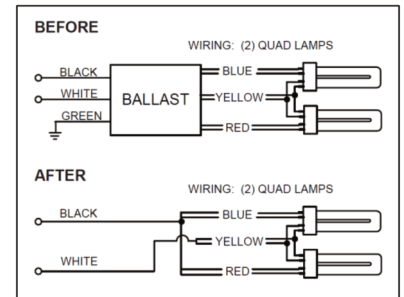 BEFORE
WIRING: (2) QUAD LAMPS
BLACK
BLUE
WHITE
BALLAST
YELLOW
GREEN
RED
AFTER
WIRING: (2) QUAD LAMPS
BLACK
BLUE
YELLOW
WHITE
RED